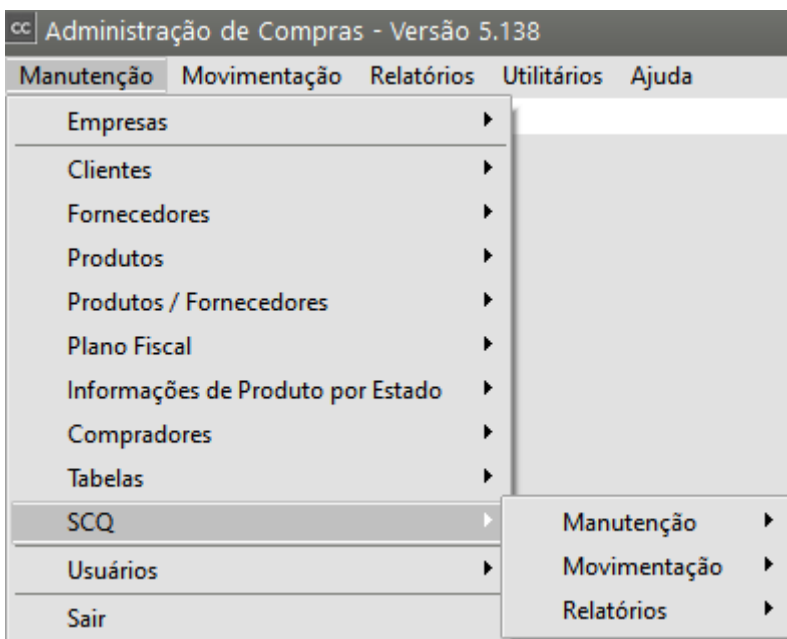 cc Administração de Compras - Versão 5.138
Manutenção Movimentação Relatórios Utilitários Ajuda
Empresas
Clientes
Fornecedores
Produtos
Produtos / Fornecedores
Plano Fiscal
Informações de Produto por Estado
Compradores
Tabelas
SCQ
Usuários
Sair
Manutenção
Movimentação
Relatórios